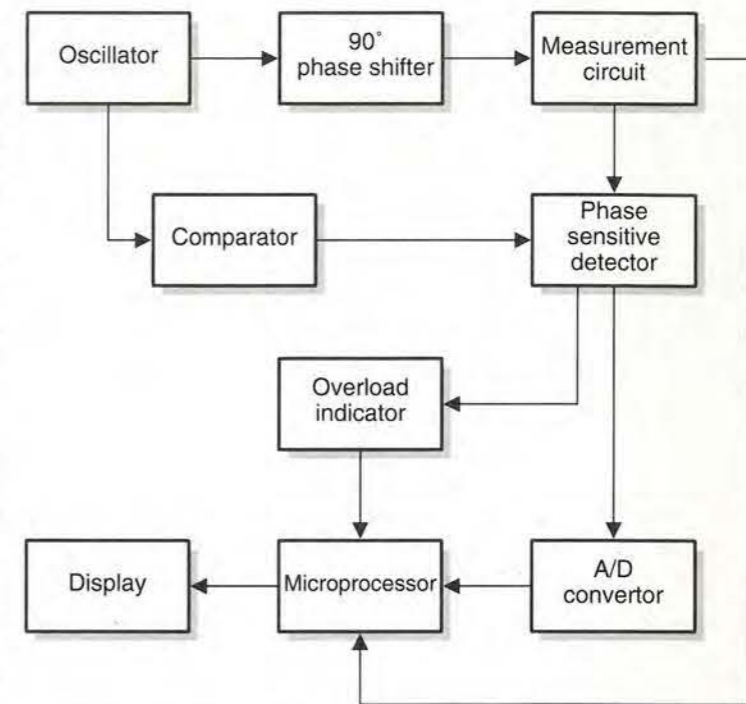 Oscillator
90°
phase shifter
Measurement
circuit
Comparator
Phase
sensitive
detector
Overload
indicator
Display
Microprocessor
A/D
convertor